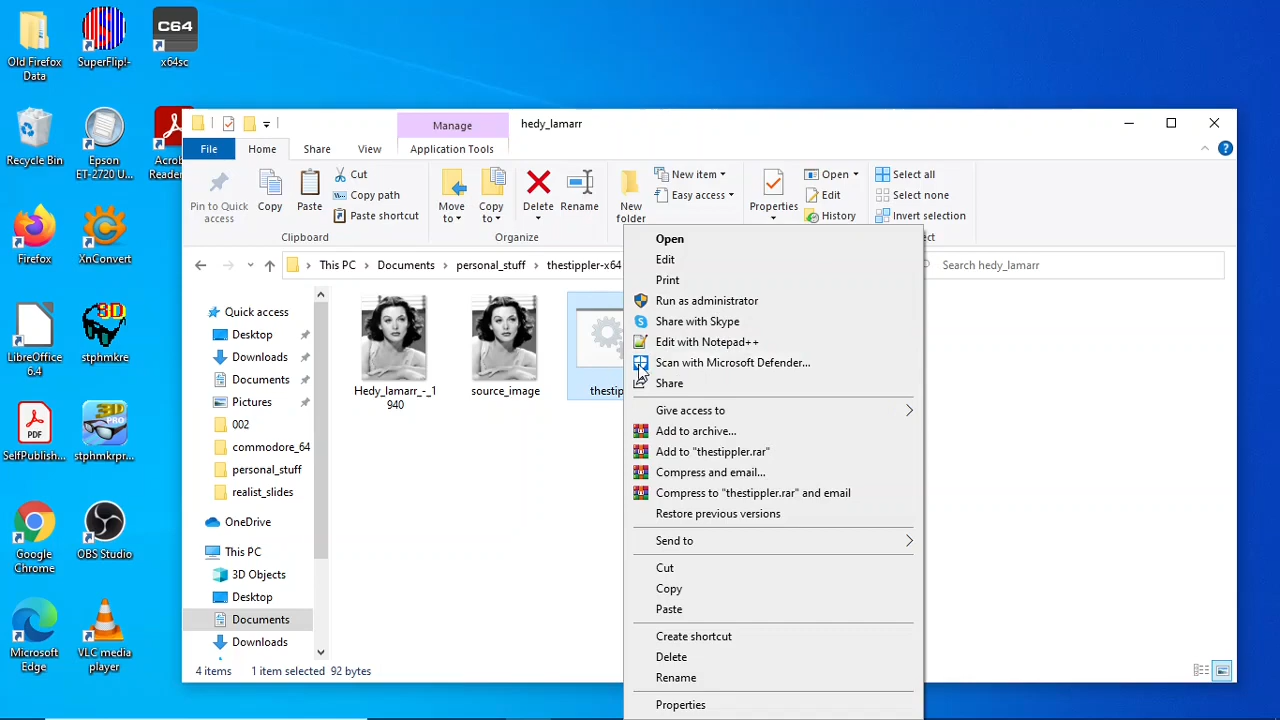 Old Firefox
Data
SuperFlip!-
C64
x64sc
Recycle Bin
Epson
ET-2720 U...
Acrob
Reader
Firefox
XnConvert
LibreOffice
6.4
3D
stphmkre
PDF
SelfPublish...
3D
PRO
stphmkrpr...
Google
Chrome
OBS Studio
Microsoft
Edge
VLC media
player
Manage
hedy_lamarr
File
Home
Share
View
Application Tools
Pin to Quick
access
Copy
Paste
Cut
Copy path
Paste shortcut
Clipboard
Move
to
Copy
to
Delete
Rename
Organize
New
folder
New item
Easy access
Properties
Open
Edit
History
Select all
Select none
Invert selection
This PC
Documents
personal_stuff
thestippler-x64
Search hedy_lamarr
Quick access
Desktop
Downloads
Documents
Pictures
002
commodore_64
personal_stuff
realist_slides
OneDrive
This PC
3D Objects
Desktop
Documents
Downloads
Hedy_lamarr_-_1
940
source_image
thestip
Open
Edit
Print
Run as administrator
Share with Skype
Edit with Notepad++
Scan with Microsoft Defender...
Share
Give access to
Add to archive...
Add to "thestippler.rar"
Compress and email...
Compress to "thestippler.rar" and email
Restore previous versions
Send to
Cut
Copy
Paste
Create shortcut
Delete
Rename
Properties
4 items
1 item selected 92 bytes